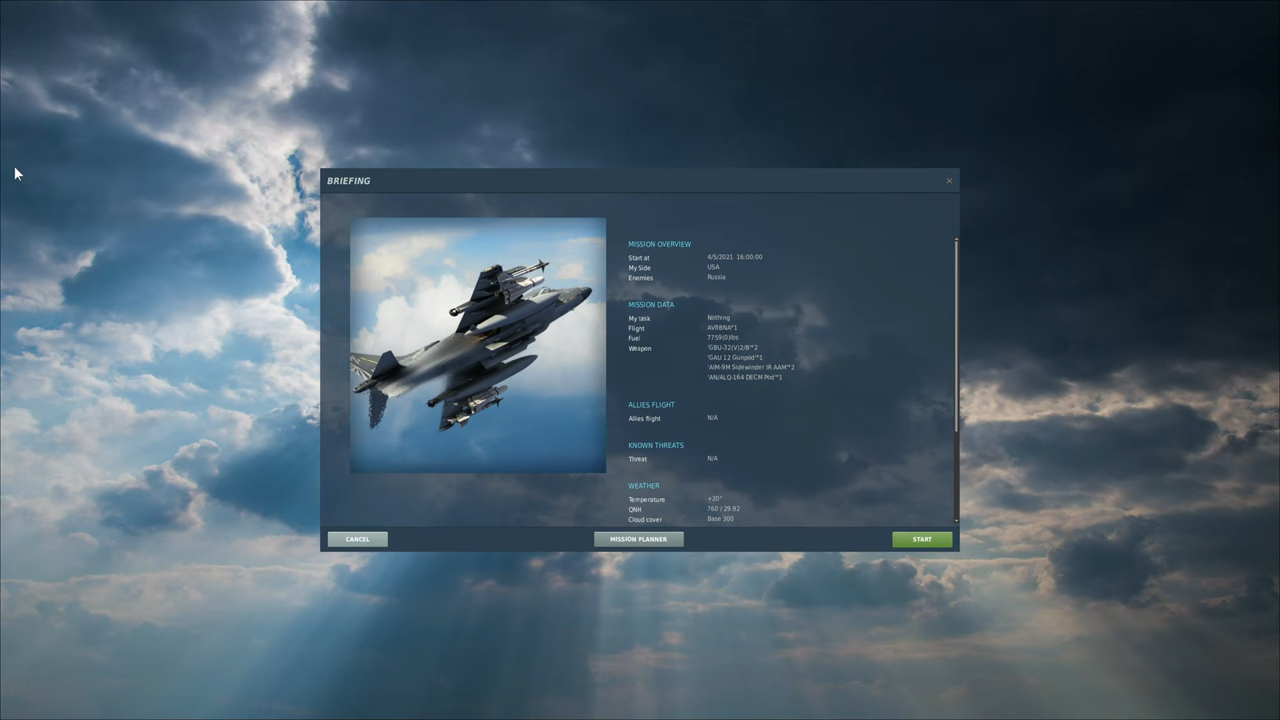 BRIEFING
×
MISSION OVERVIEW
Start at 4/5/2021 16:00:00
My Side USA
Enemies Russia
MISSION DATA
My task Nothing
Flight AV8BNA*1
Fuel 7759(0)lbs
Weapon 'GBU-32(V)2/B'*2
'GAU 12 Gunpod'*1
'AIM-9M Sidewinder IR AAM'*2
'AN/ALQ-164 DECM Pod'*1
ALLIES FLIGHT
Allies flight N/A
KNOWN THREATS
Threat N/A
WEATHER
Temperature +20°
QNH 760 / 29.92
Cloud cover Base 300
CANCEL MISSION PLANNER START